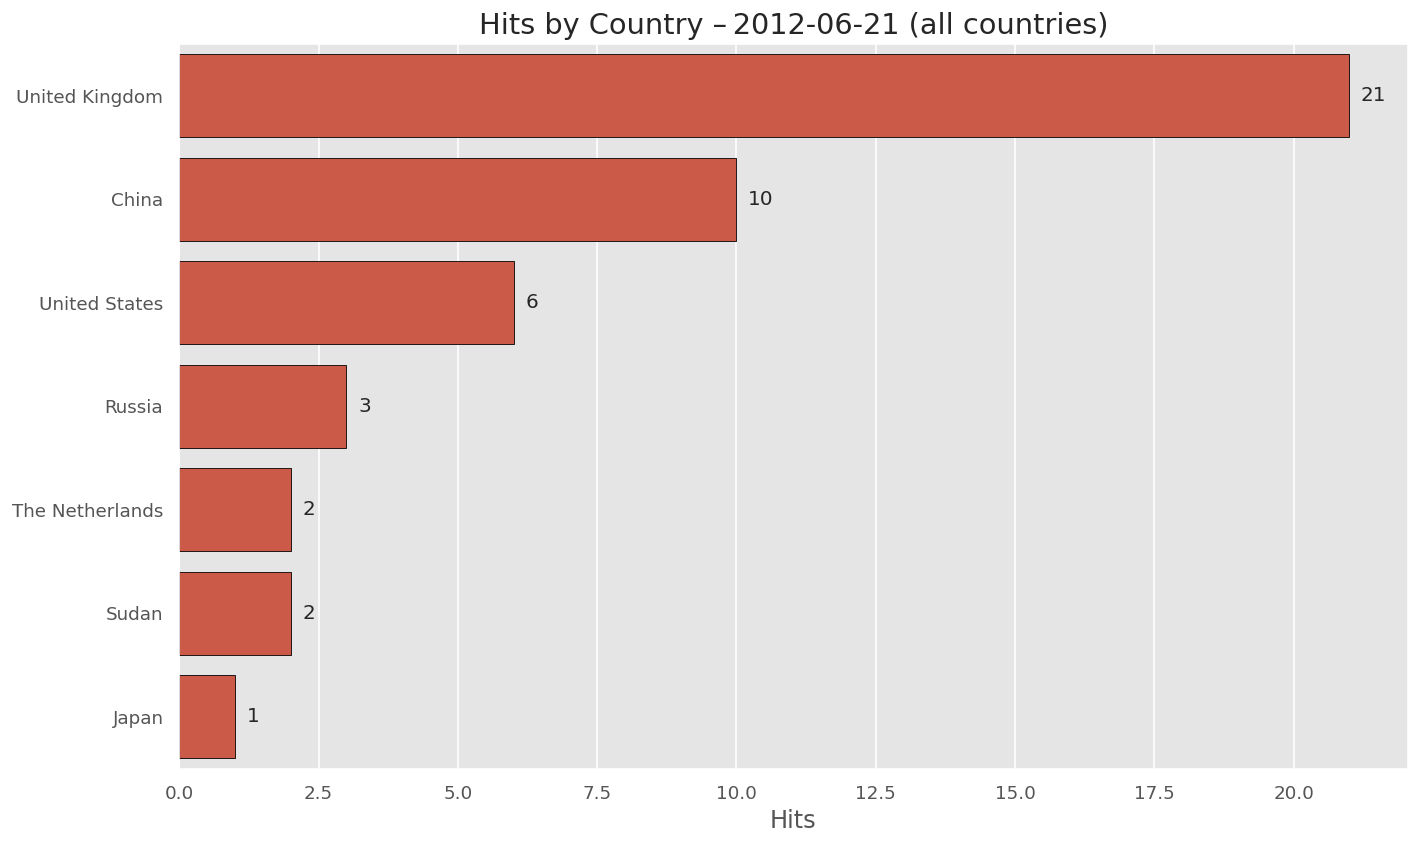 Hits by Country – 2012-06-21 (all countries)
United Kingdom
21
China
10
United States
6
Russia
3
The Netherlands
2
Sudan
2
Japan
1
0.0 2.5 5.0 7.5 10.0 12.5 15.0 17.5 20.0
Hits